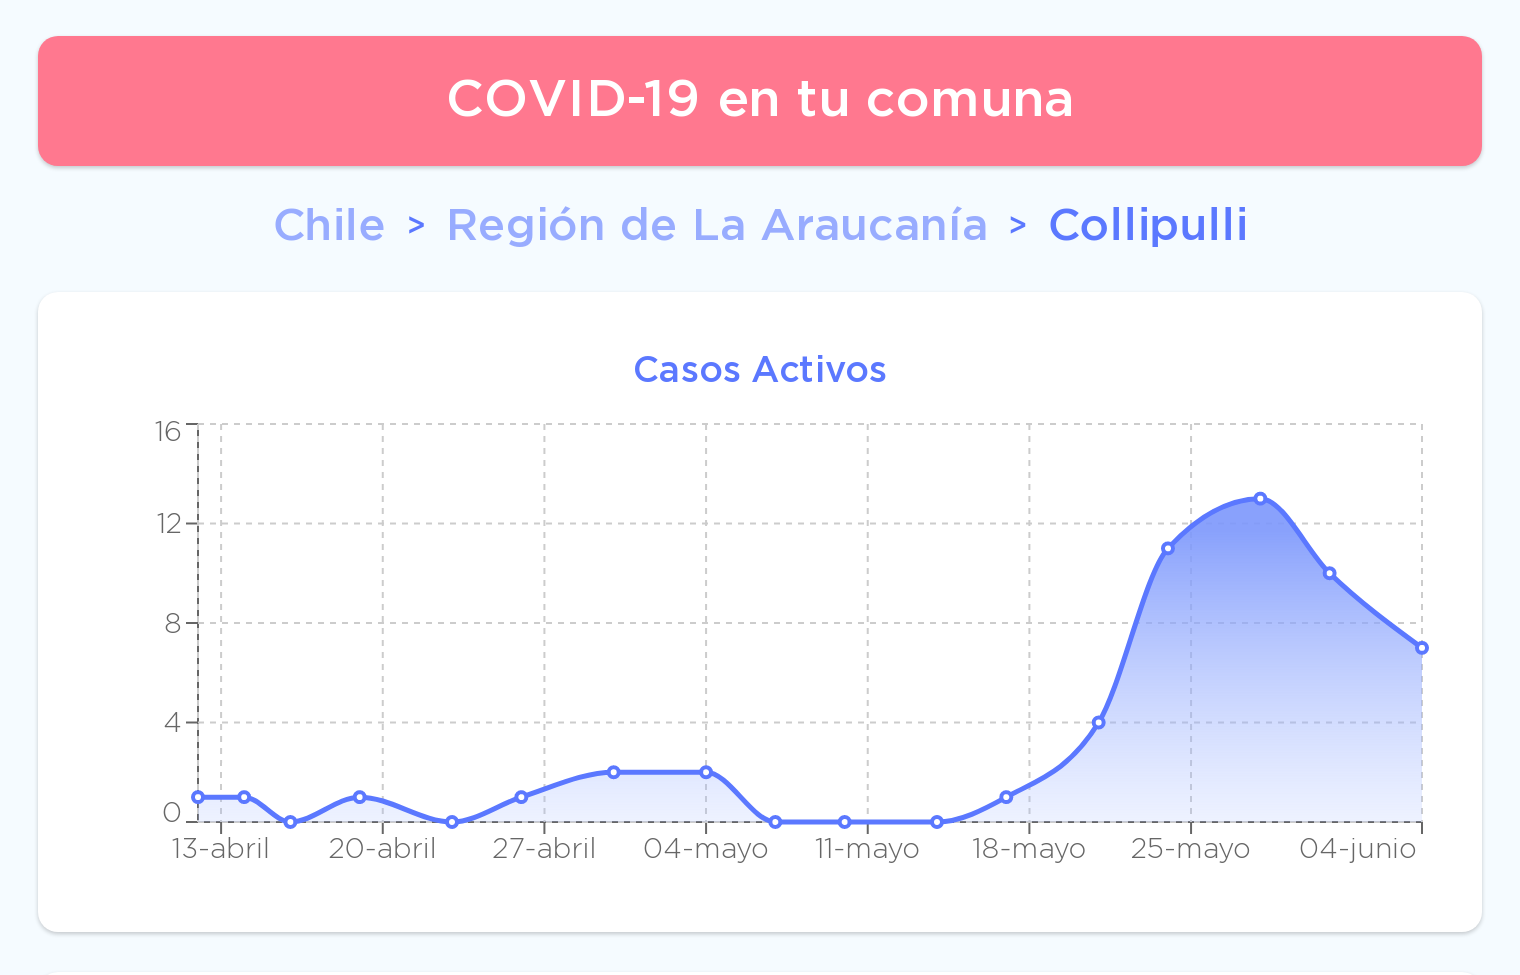 COVID-19 en tu comuna
Chile > Región de La Araucanía > Collipulli
Casos Activos
16
12
8
4
0
13-abril 20-abril 27-abril 04-mayo 11-mayo 18-mayo 25-mayo 04-junio